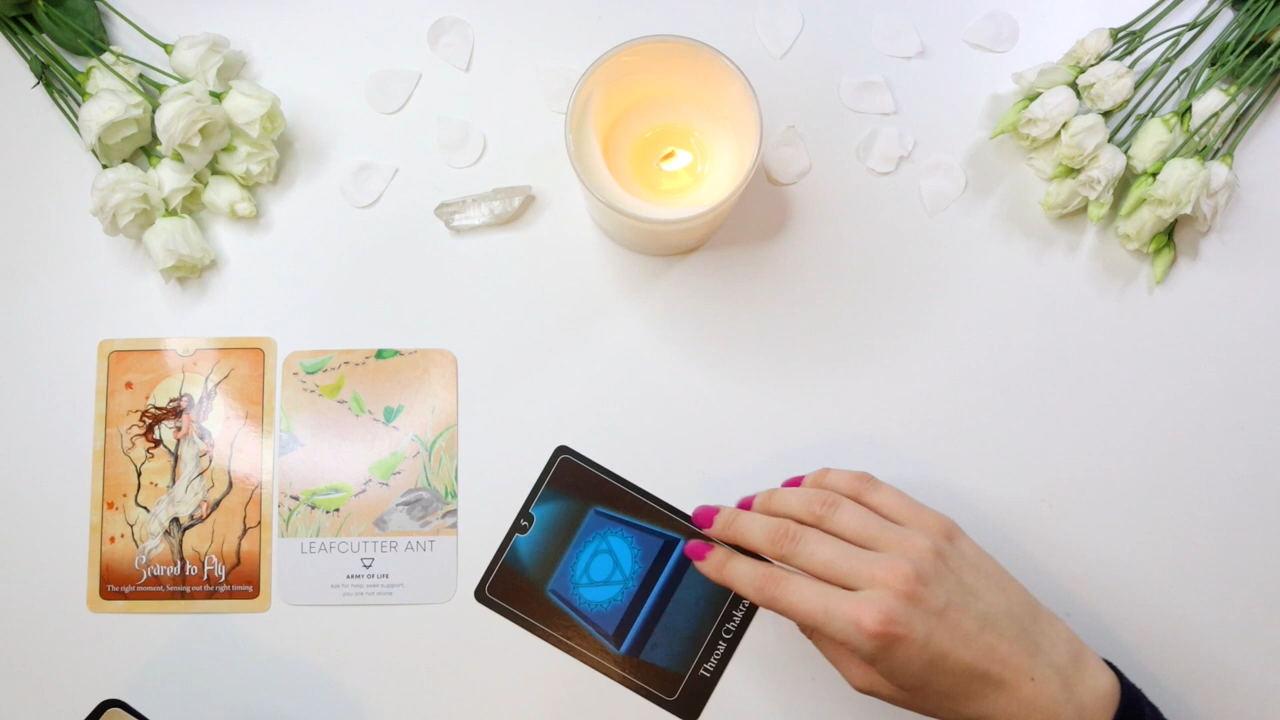 Scared to Fly
The right moment, Sensing out the right timing
LEAFCUTTER ANT
ARMY OF LIFE
Ask for help, seek support,
you are not alone.
5
Throat Chakra